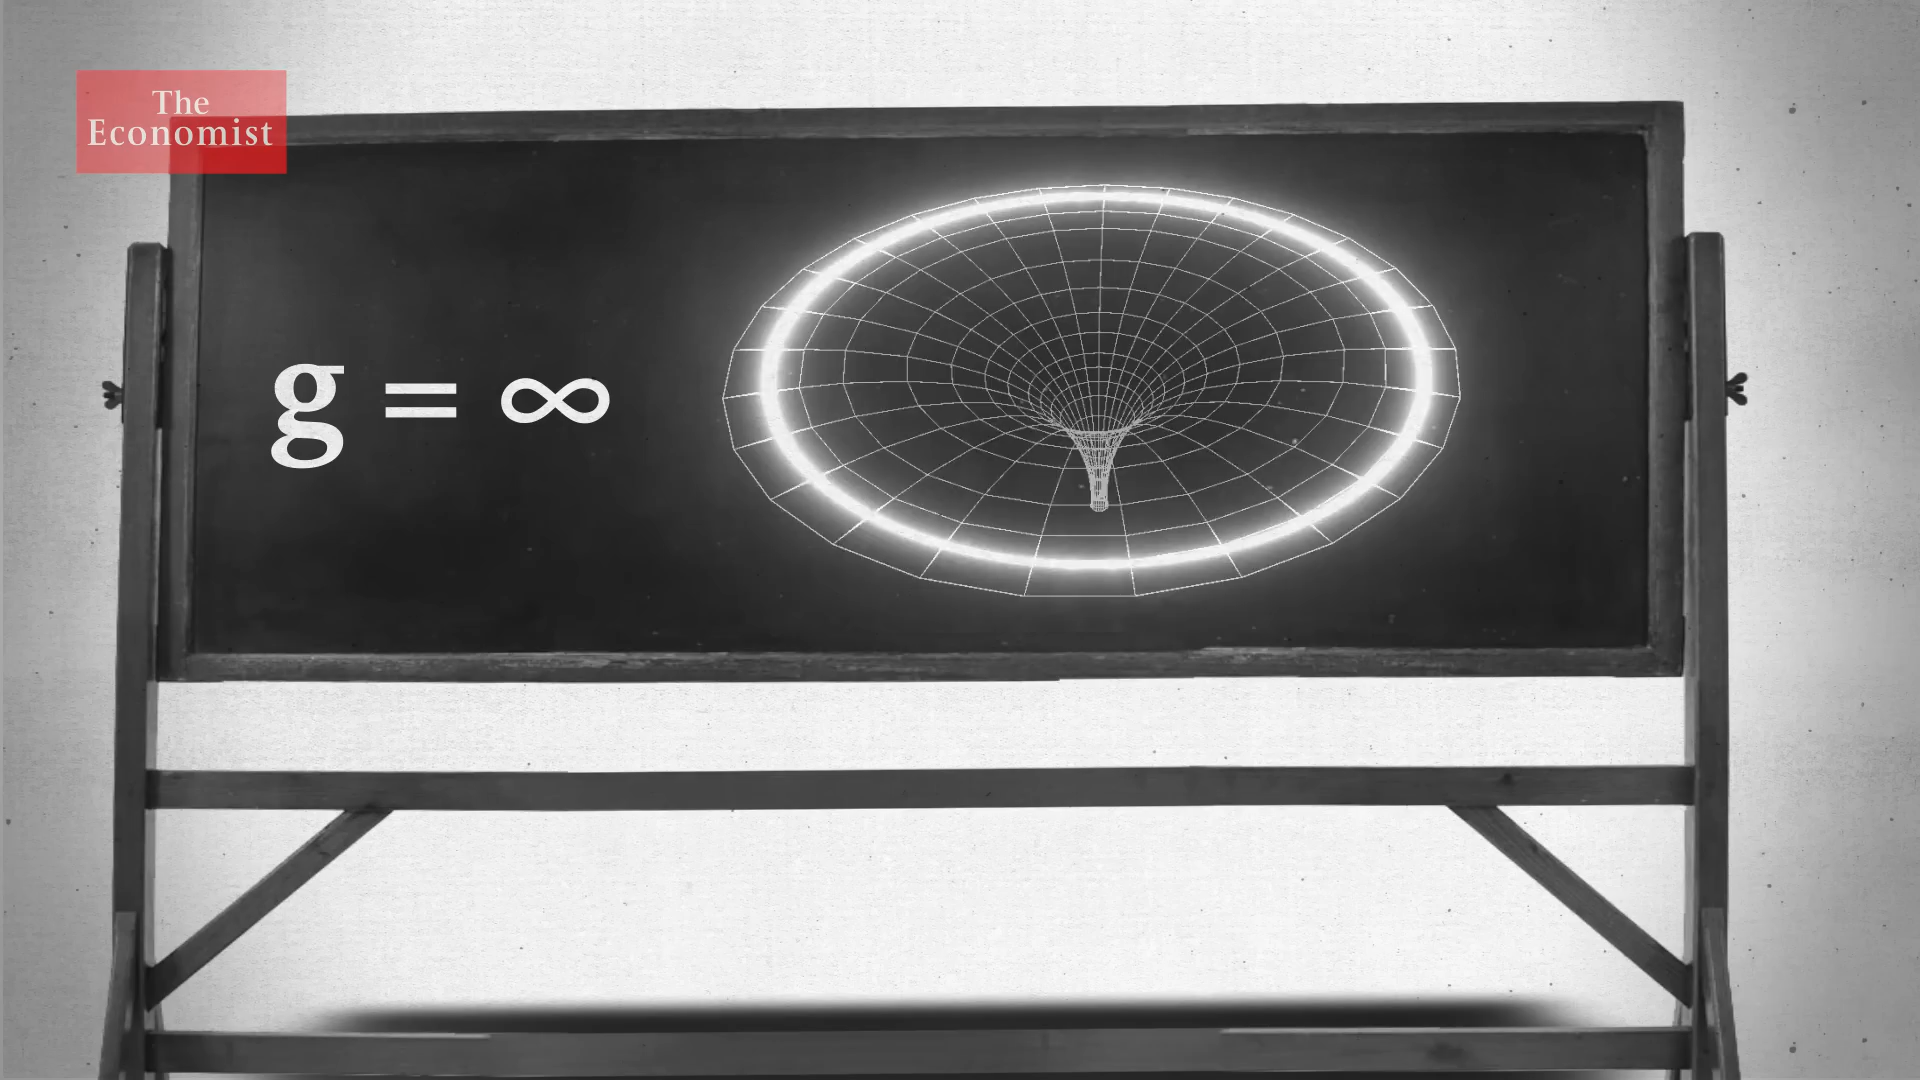 The
Economist
g = ∞